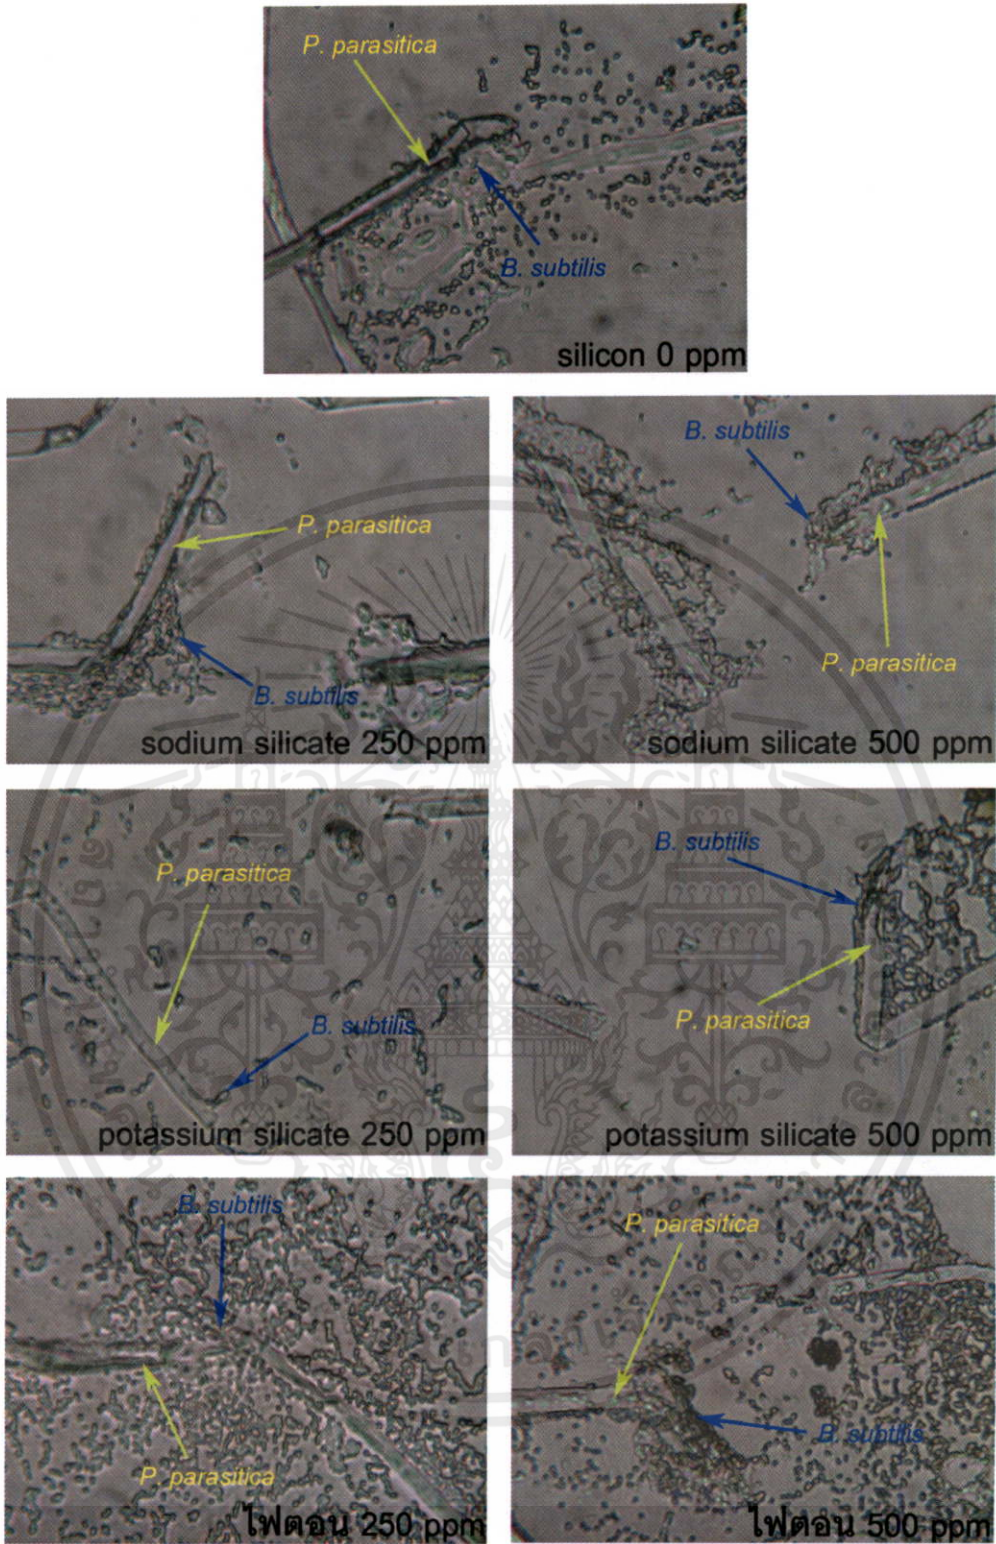 P. parasitica
B. subtilis
silicon 0 ppm
P. parasitica
B. subtilis
sodium silicate 250 ppm
B. subtilis
P. parasitica
sodium silicate 500 ppm
P. parasitica
B. subtilis
potassium silicate 250 ppm
B. subtilis
P. parasitica
potassium silicate 500 ppm
B. subtilis
P. parasitica
ไฟตอน 250 ppm
P. parasitica
B. subtilis
ไฟตอน 500 ppm